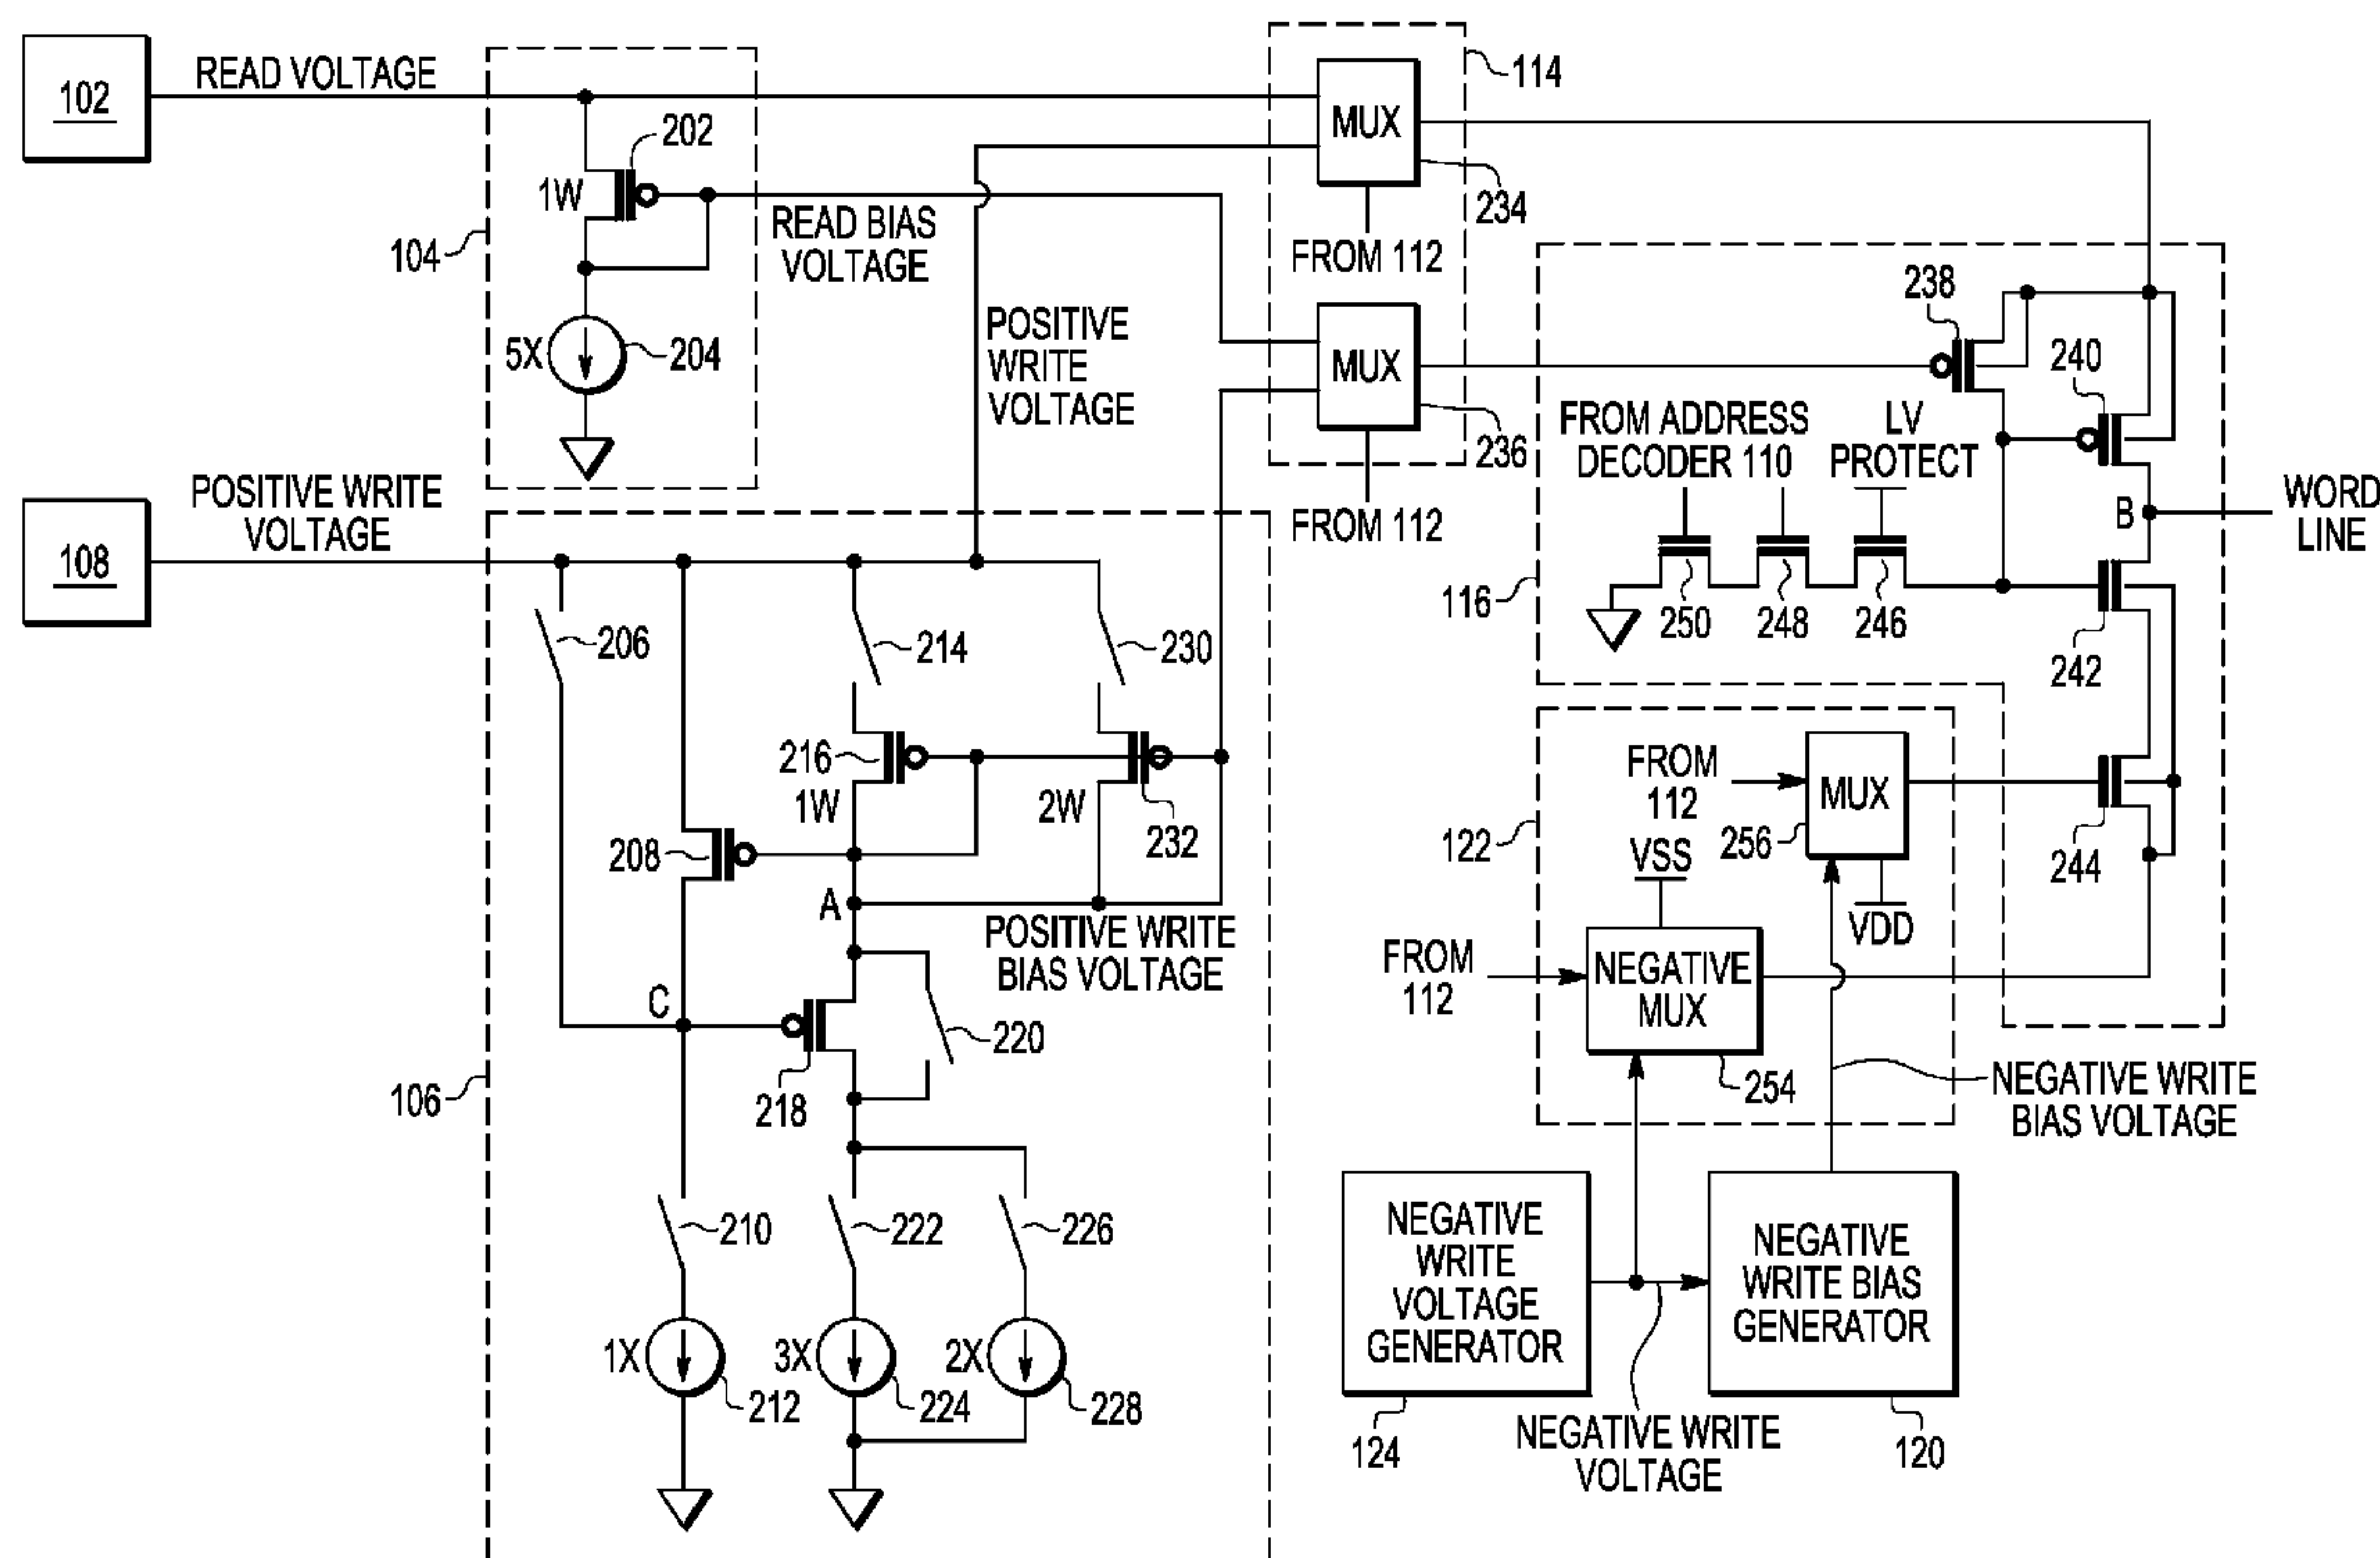 102
READ VOLTAGE
202
1W
READ BIAS
VOLTAGE
104
5X
204
114
MUX
234
FROM 112
MUX
236
FROM 112
POSITIVE
WRITE
VOLTAGE
108
POSITIVE WRITE
VOLTAGE
206
214
230
216
1W
2W
232
208
A
POSITIVE WRITE
BIAS VOLTAGE
C
218
220
106
210
222
226
1X
212
3X
224
2X
228
238
240
FROM ADDRESS
DECODER 110
LV
PROTECT
B
WORD
LINE
116
250
248
246
242
FROM
112
MUX
256
122
VSS
VDD
244
FROM
112
NEGATIVE
MUX
254
NEGATIVE WRITE
BIAS VOLTAGE
NEGATIVE
WRITE
VOLTAGE
GENERATOR
124
NEGATIVE
WRITE BIAS
GENERATOR
120
NEGATIVE WRITE
VOLTAGE